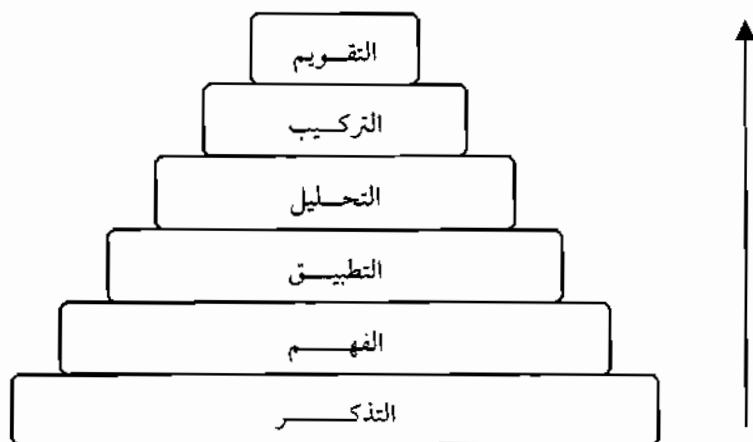 التقويم
التركيب
التحليل
التطبيق
الفهم
التذكر